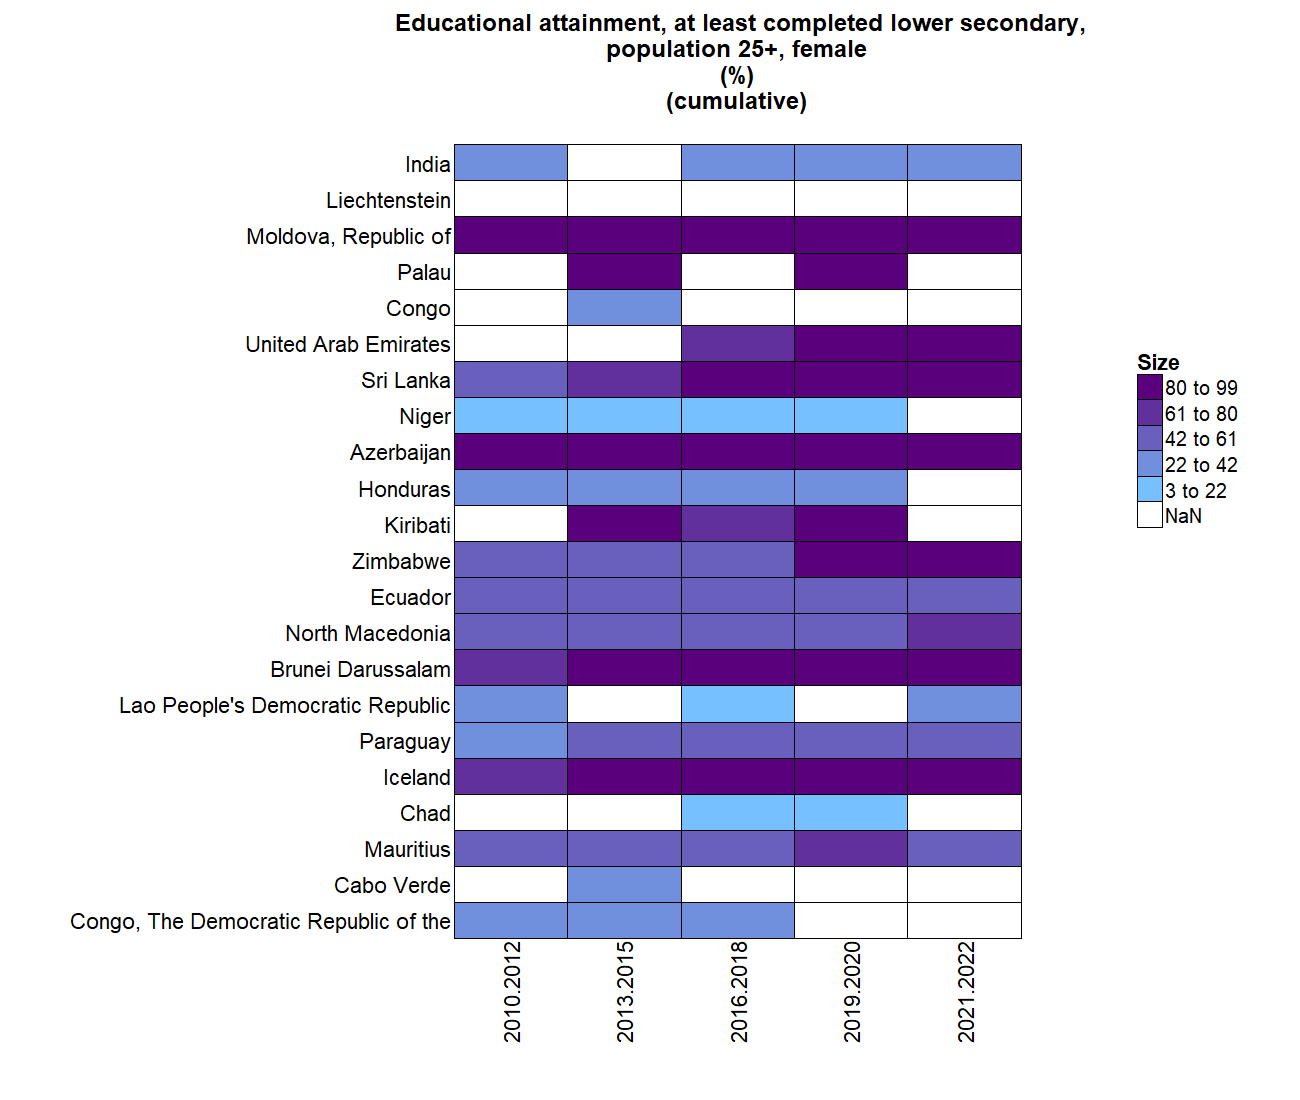 Educational attainment, at least completed lower secondary,
population 25+, female
(%)
(cumulative)
India
Liechtenstein
Moldova, Republic of
Palau
Congo
United Arab Emirates
Sri Lanka
Niger
Azerbaijan
Honduras
Kiribati
Zimbabwe
Ecuador
North Macedonia
Brunei Darussalam
Lao People's Democratic Republic
Paraguay
Iceland
Chad
Mauritius
Cabo Verde
Congo, The Democratic Republic of the
2010.2012
2013.2015
2016.2018
2019.2020
2021.2022
Size
80 to 99
61 to 80
42 to 61
22 to 42
3 to 22
NaN